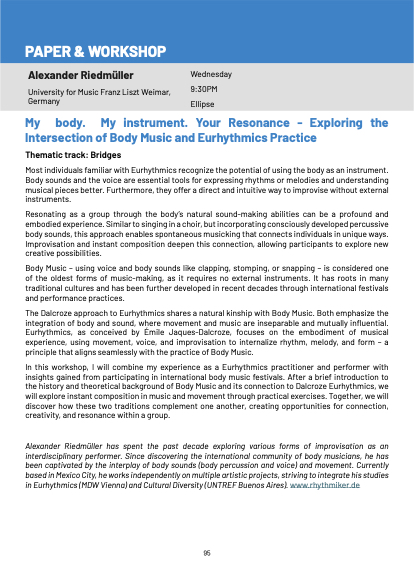 PAPER & WORKSHOP
Alexander Riedmüller
University for Music Franz Liszt Weimar,
Germany
Wednesday
9:30PM
Ellipse
My body. My instrument. Your Resonance – Exploring the
Intersection of Body Music and Eurhythmics Practice
Thematic track: Bridges
Most individuals familiar with Eurhythmics recognize the potential of using the body as an instrument.
Body sounds and the voice are essential tools for expressing rhythms or melodies and understanding
musical pieces better. Furthermore, they offer a direct and intuitive way to improvise without external
instruments.
Resonating as a group through the body's natural sound-making abilities can be a profound and
embodied experience. Similar to singing in a choir, but incorporating consciously developed percussive
body sounds, this approach enables spontaneous musicking that connects individuals in unique ways.
Improvisation and instant composition deepen this connection, allowing participants to explore new
creative possibilities.
Body Music – using voice and body sounds like clapping, stomping, or snapping – is considered one
of the oldest forms of music-making, as it requires no external instruments. It has roots in many
traditional cultures and has been further developed in recent decades through international festivals
and performance practices.
The Dalcroze approach to Eurhythmics shares a natural kinship with Body Music. Both emphasize the
integration of body and sound, where movement and music are inseparable and mutually influential.
Eurhythmics, as conceived by Émile Jaques-Dalcroze, focuses on the embodiment of musical
experience, using movement, voice, and improvisation to internalize rhythm, melody, and form – a
principle that aligns seamlessly with the practice of Body Music.
In this workshop, I will combine my experience as a Eurhythmics practitioner and performer with
insights gained from participating in international body music festivals. After a brief introduction to
the history and theoretical background of Body Music and its connection to Dalcroze Eurhythmics, we
will explore instant composition in music and movement through practical exercises. Together, we will
discover how these two traditions complement one another, creating opportunities for connection,
creativity, and resonance within a group.
Alexander Riedmüller has spent the past decade exploring various forms of improvisation as an
interdisciplinary performer. Since discovering the international community of body musicians, he has
been captivated by the interplay of body sounds (body percussion and voice) and movement. Currently
based in Mexico City, he works independently on multiple artistic projects, striving to integrate his studies
in Eurhythmics (MDW Vienna) and Cultural Diversity (UNTREF Buenos Aires). www.rhythmiker.de
95